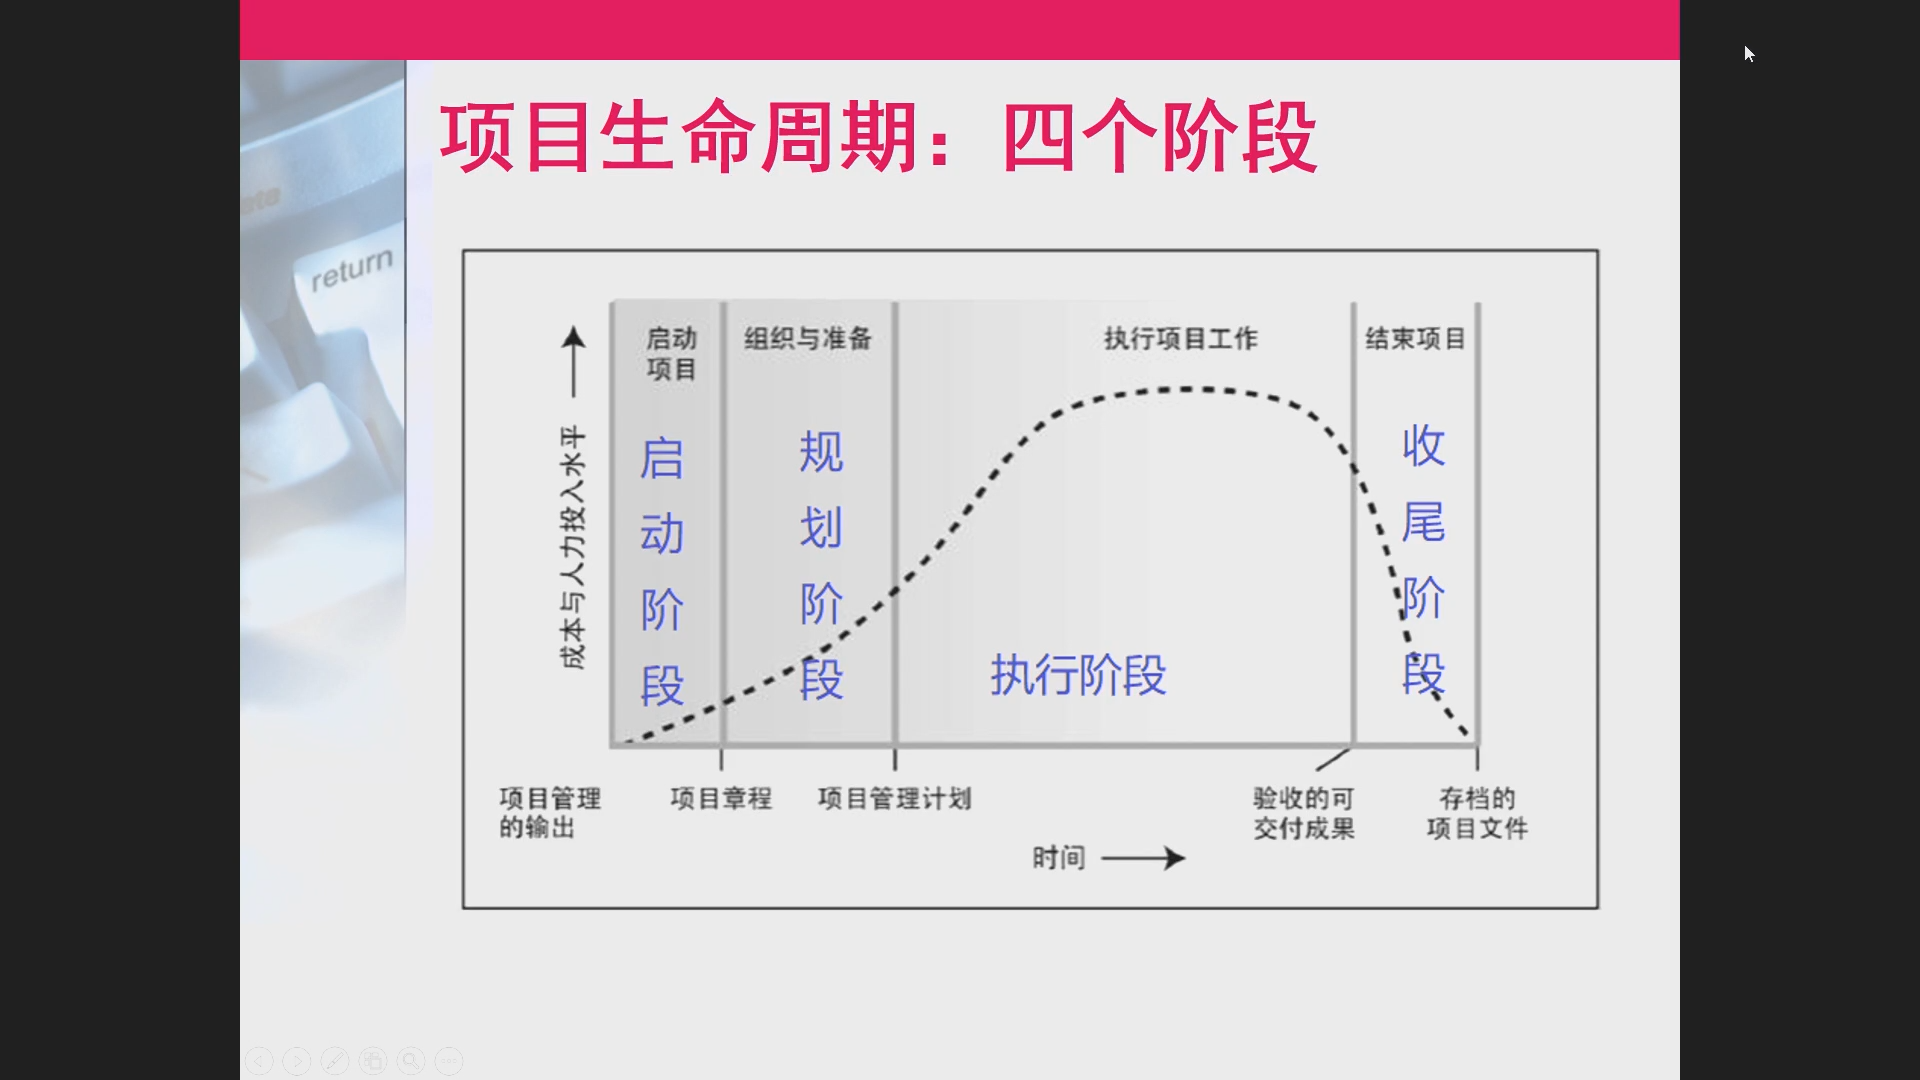 项目生命周期：四个阶段
ata
return
成本与人力投入水平
启动
项目
组织与准备
执行项目工作
结束项目
启动阶段
规划阶段
执行阶段
收尾阶段
项目管理
的输出
项目章程
项目管理计划
验收的可
交付成果
存档的
项目文件
时间